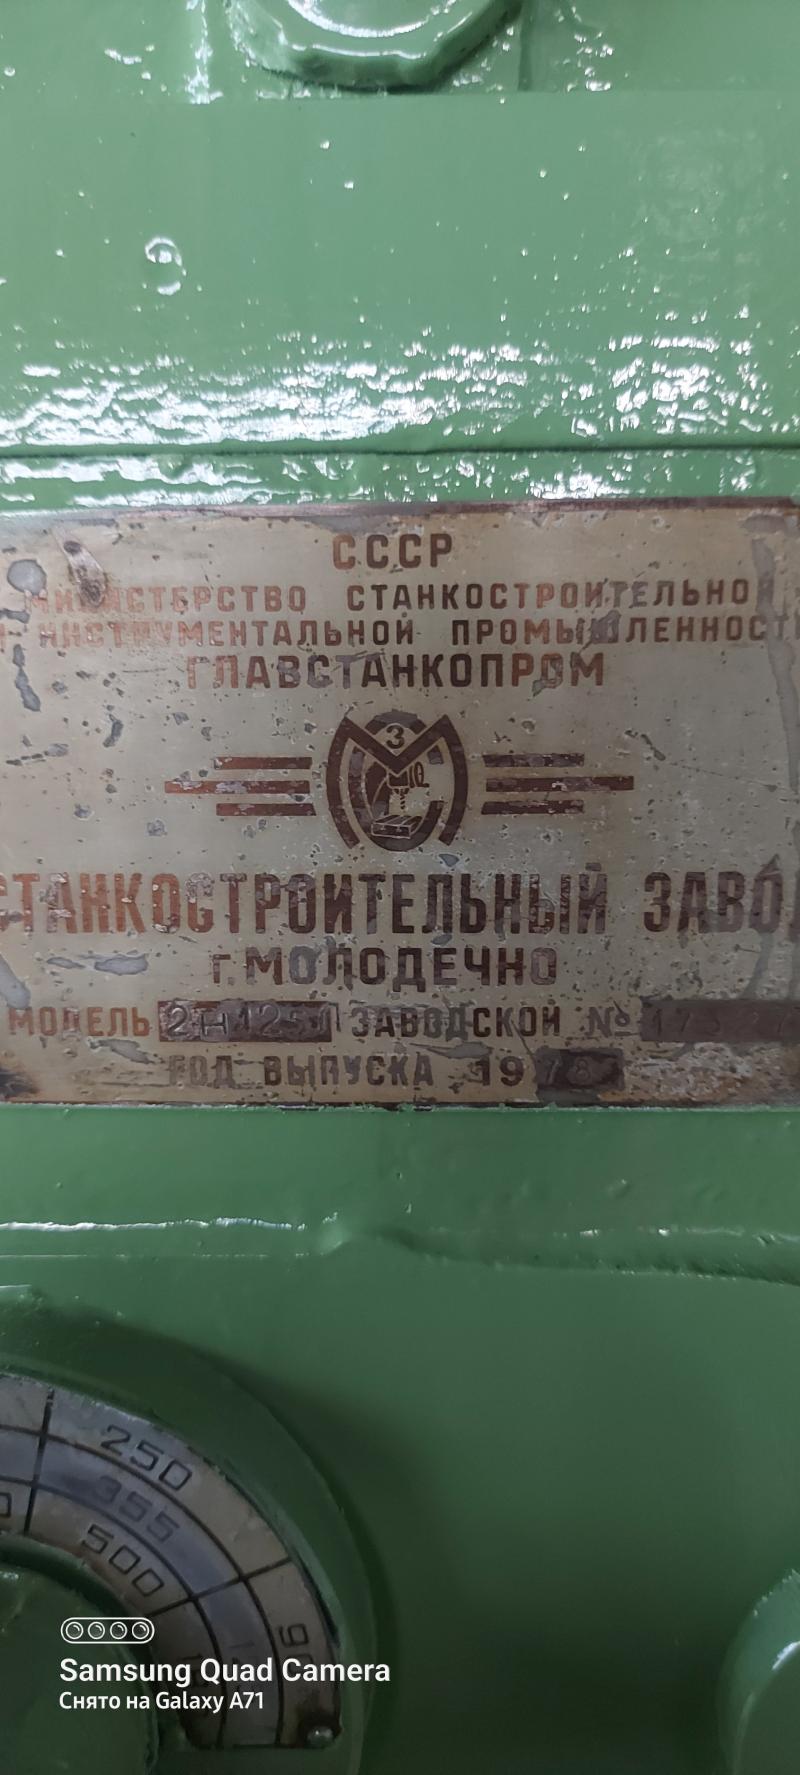 СССР
МИНИСТЕРСТВО СТАНКОСТРОИТЕЛЬНОЙ
И ИНСТРУМЕНТАЛЬНОЙ ПРОМЫШЛЕННОСТИ
ГЛАВСТАНКОПРОМ
З
СТАНКОСТРОИТЕЛЬНЫЙ ЗАВОД
г. МОЛОДЕЧНО
МОДЕЛЬ ЗАВОДСКОЙ №
ГОД ВЫПУСКА 1978
250
355
500
Samsung Quad Camera
Снято на Galaxy A71